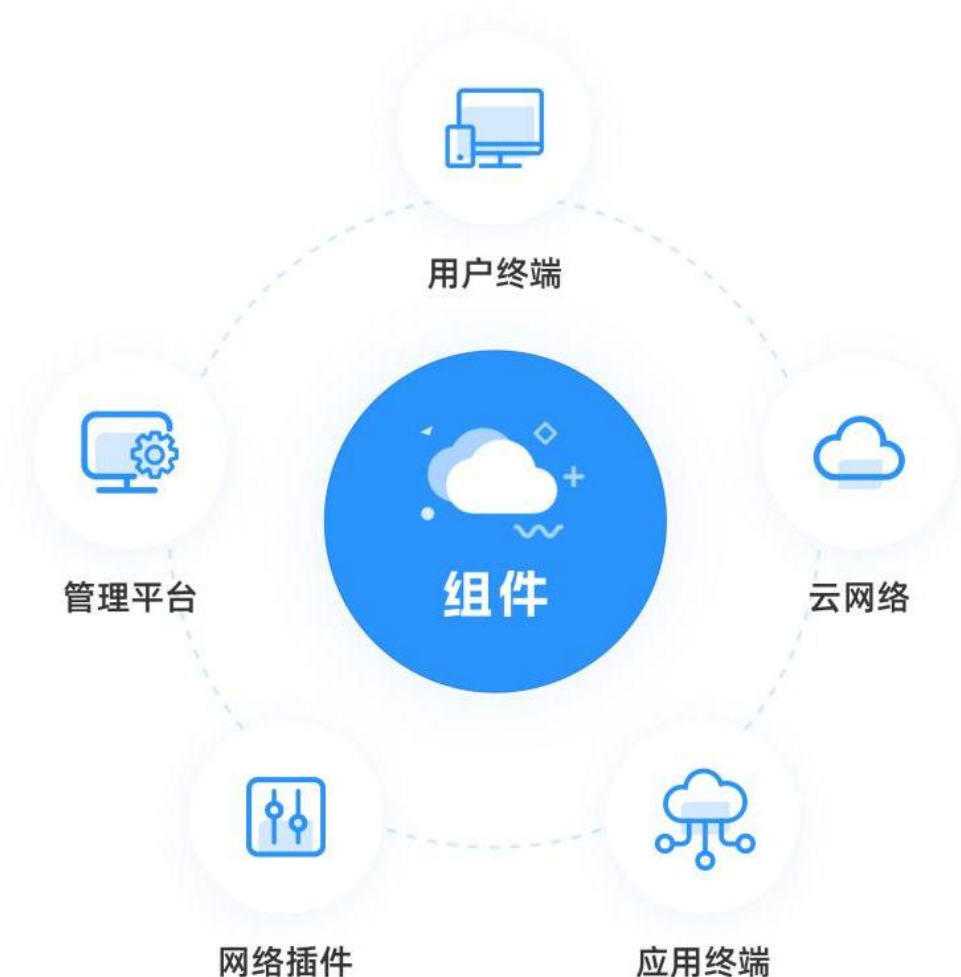 用户终端
管理平台
组件
云网络
网络插件
应用终端